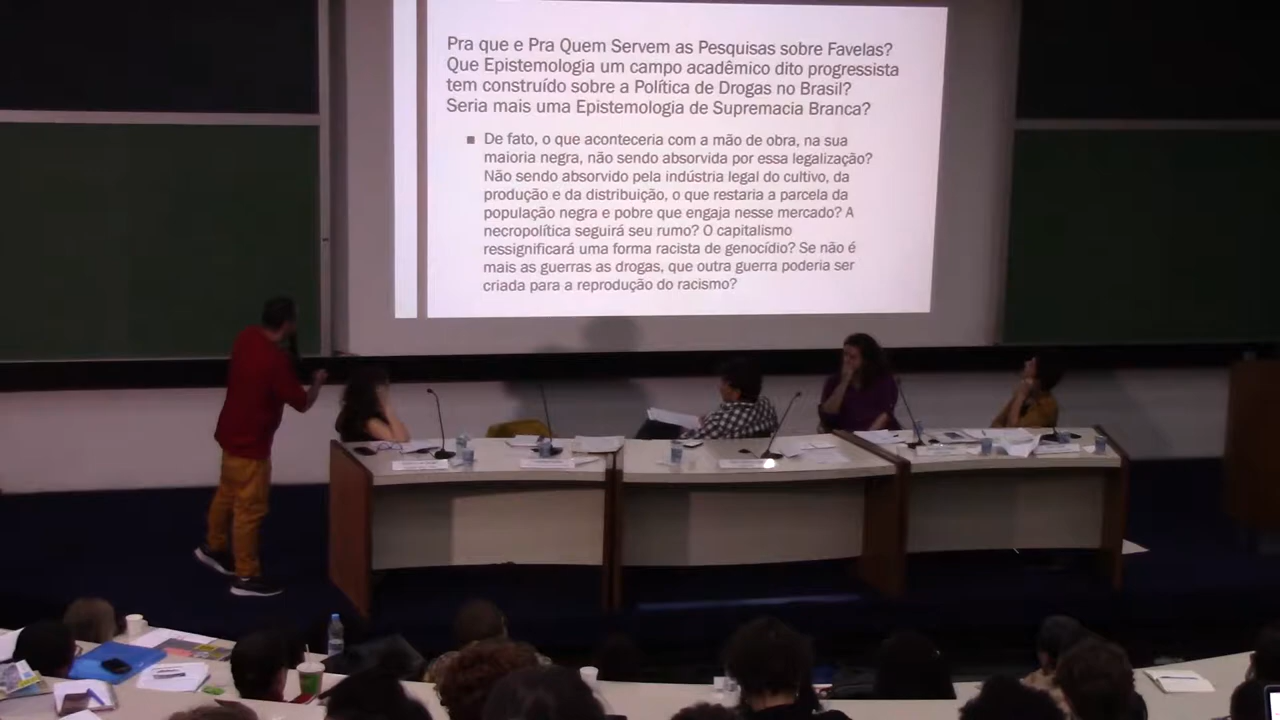 Pra que e Pra Quem Servem as Pesquisas sobre Favelas?
Que Epistemologia um campo acadêmico dito progressista
tem construído sobre a Política de Drogas no Brasil?
Seria mais uma Epistemologia de Supremacia Branca?
De fato, o que aconteceria com a mão de obra, na sua
maioria negra, não sendo absorvida por essa legalização?
Não sendo absorvido pela indústria legal do cultivo, da
produção e da distribuição, o que restaria a parcela da
população negra e pobre que engaja nesse mercado? A
necropolítica seguirá seu rumo? O capitalismo
ressignificará uma forma racista de genocídio? Se não é
mais as guerras as drogas, que outra guerra poderia ser
criada para a reprodução do racismo?